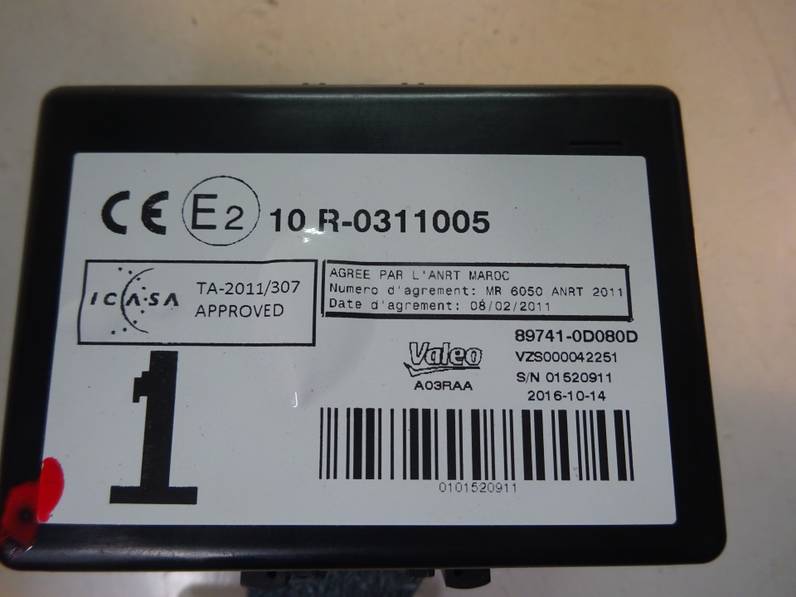 CE E2 10 R-0311005
ICASA
TA-2011/307
APPROVED
AGREE PAR L'ANRT MAROC
Numero d'agrement: MR 6050 ANRT 2011
Date d'agrement: 08/02/2011
89741-0D080D
Valeo
VZS000042251
A03RAA
S/N 01520911
2016-10-14
1
0101520911